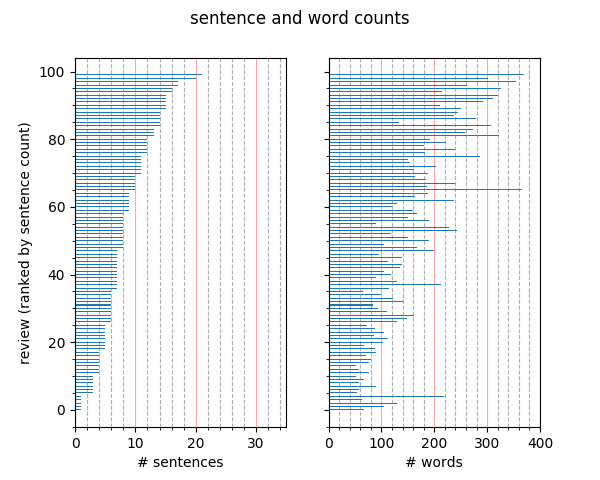 sentence and word counts
review (ranked by sentence count)
100
80
60
40
20
0
0 10 20 30
# sentences
0 100 200 300 400
# words